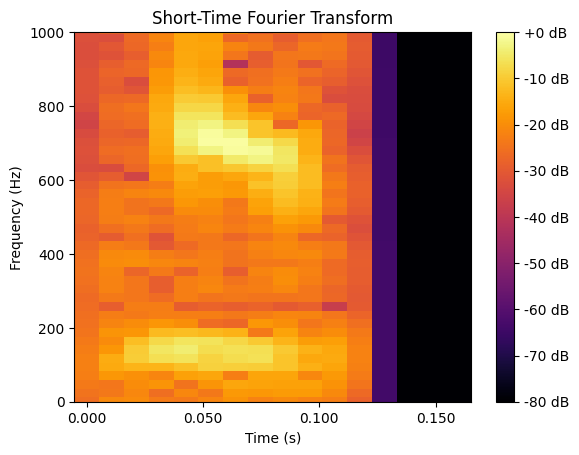 Short-Time Fourier Transform
1000
800
600
400
200
0
Frequency (Hz)
0.000
0.050
0.100
0.150
Time (s)
+0 dB
-10 dB
-20 dB
-30 dB
-40 dB
-50 dB
-60 dB
-70 dB
-80 dB